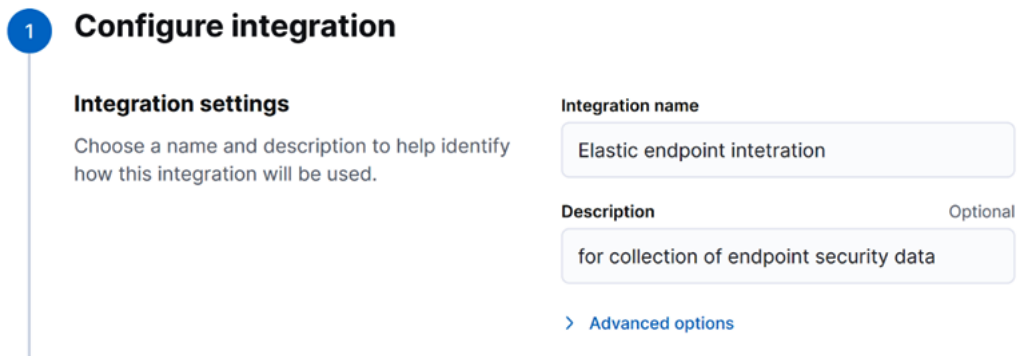 1
Configure integration
Integration settings
Choose a name and description to help identify
how this integration will be used.
Integration name
Elastic endpoint intetration
Description
Optional
for collection of endpoint security data
Advanced options